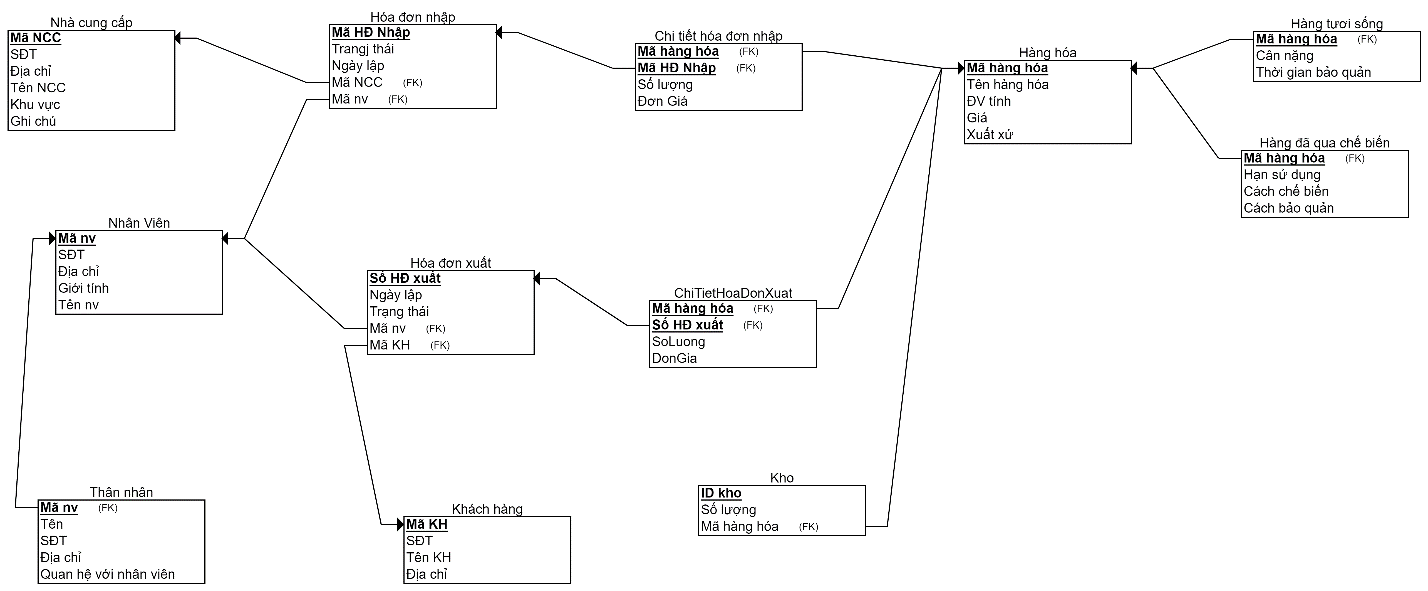 Nhà cung cấp
Mã NCC
SĐT
Địa chỉ
Tên NCC
Khu vực
Ghi chú
Hóa đơn nhập
Mã HĐ Nhập
Trangj thái
Ngày lập
Mã NCC (FK)
Mã nv (FK)
Chi tiết hóa đơn nhập
Mã hàng hóa (FK)
Mã HĐ Nhập (FK)
Số lượng
Đơn Giá
Hàng hóa
Mã hàng hóa
Tên hàng hóa
ĐV tính
Giá
Xuất xứ
Hàng tươi sống
Mã hàng hóa (FK)
Cân nặng
Thời gian bảo quản
Hàng đã qua chế biến
Mã hàng hóa (FK)
Hạn sử dụng
Cách chế biến
Cách bảo quản
Nhân Viên
Mã nv
SĐT
Địa chỉ
Giới tính
Tên nv
Hóa đơn xuất
Số HĐ xuất
Ngày lập
Trạng thái
Mã nv (FK)
Mã KH (FK)
ChiTietHoaDonXuat
Mã hàng hóa (FK)
Số HĐ xuất (FK)
SoLuong
DonGia
Thân nhân
Mã nv (FK)
Tên
SĐT
Địa chỉ
Quan hệ với nhân viên
Khách hàng
Mã KH
SĐT
Tên KH
Địa chỉ
Kho
ID kho
Số lượng
Mã hàng hóa (FK)